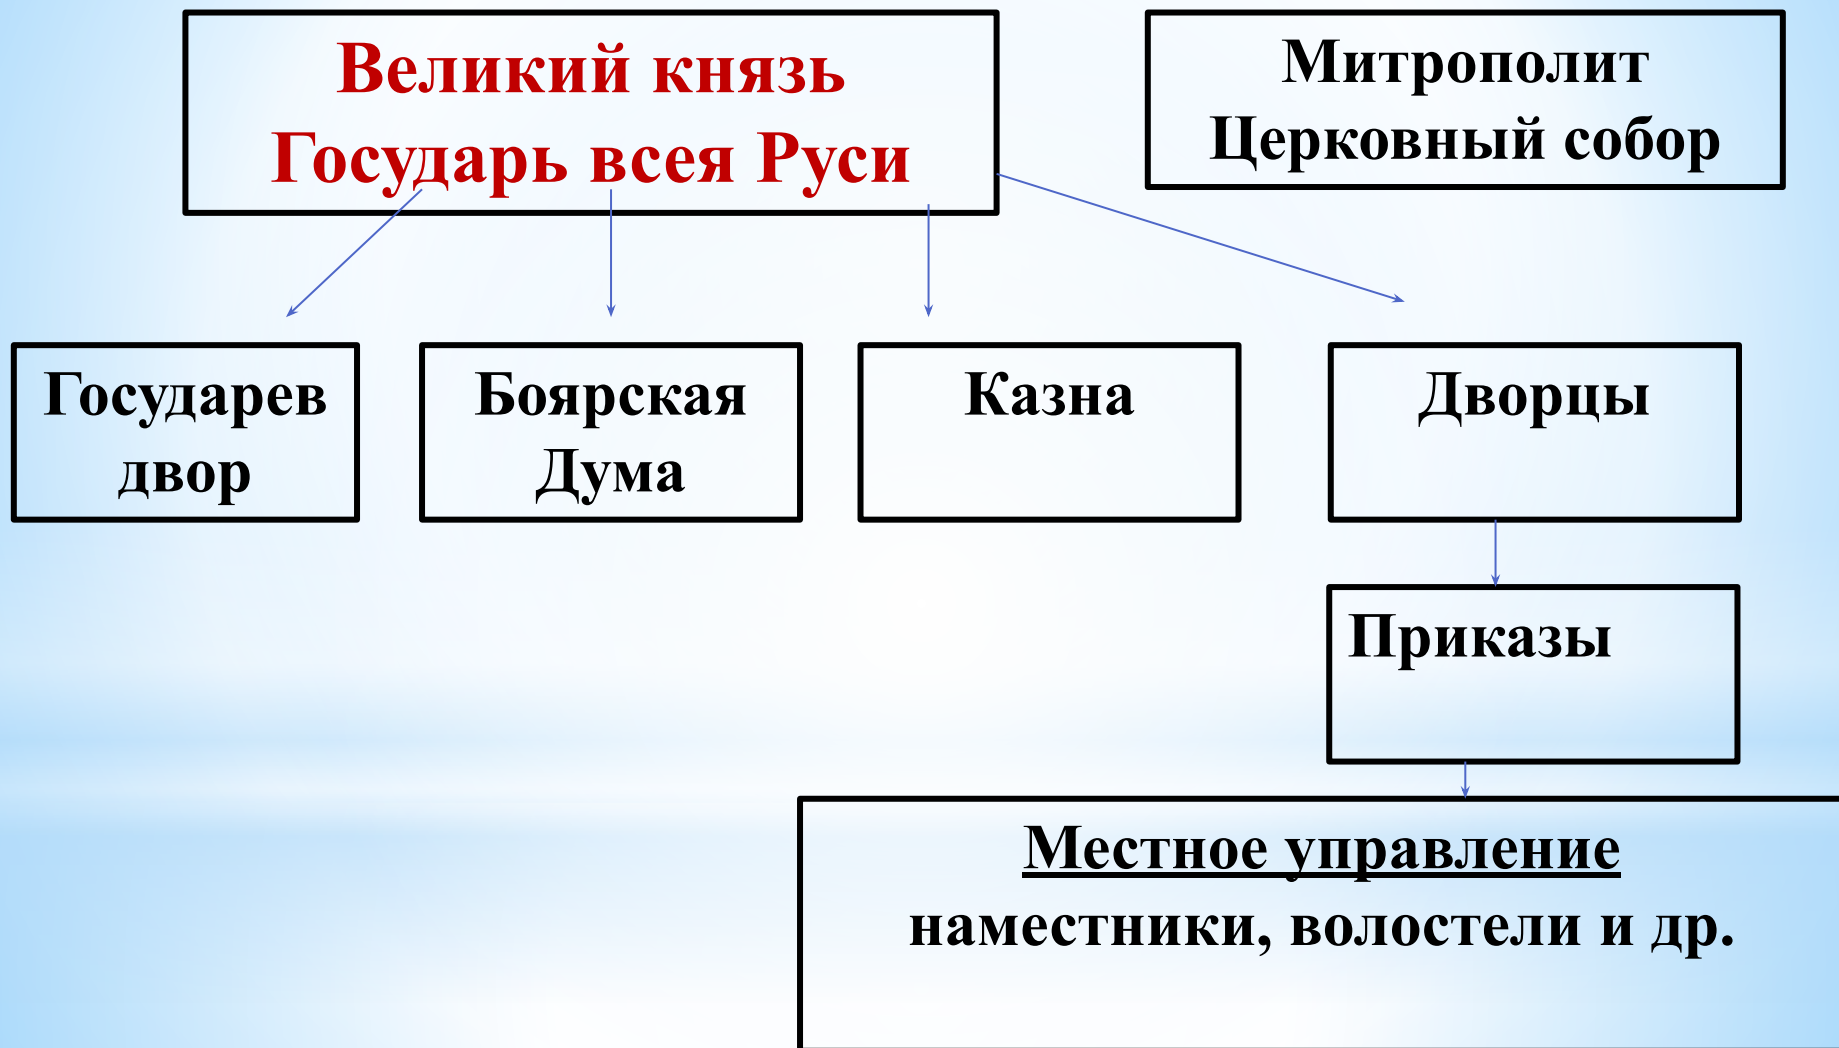 Великий князь
Государь всея Руси
Митрополит
Церковный собор
Государев
двор
Боярская
Дума
Казна
Дворцы
Приказы
Местное управление
наместники, волостели и др.